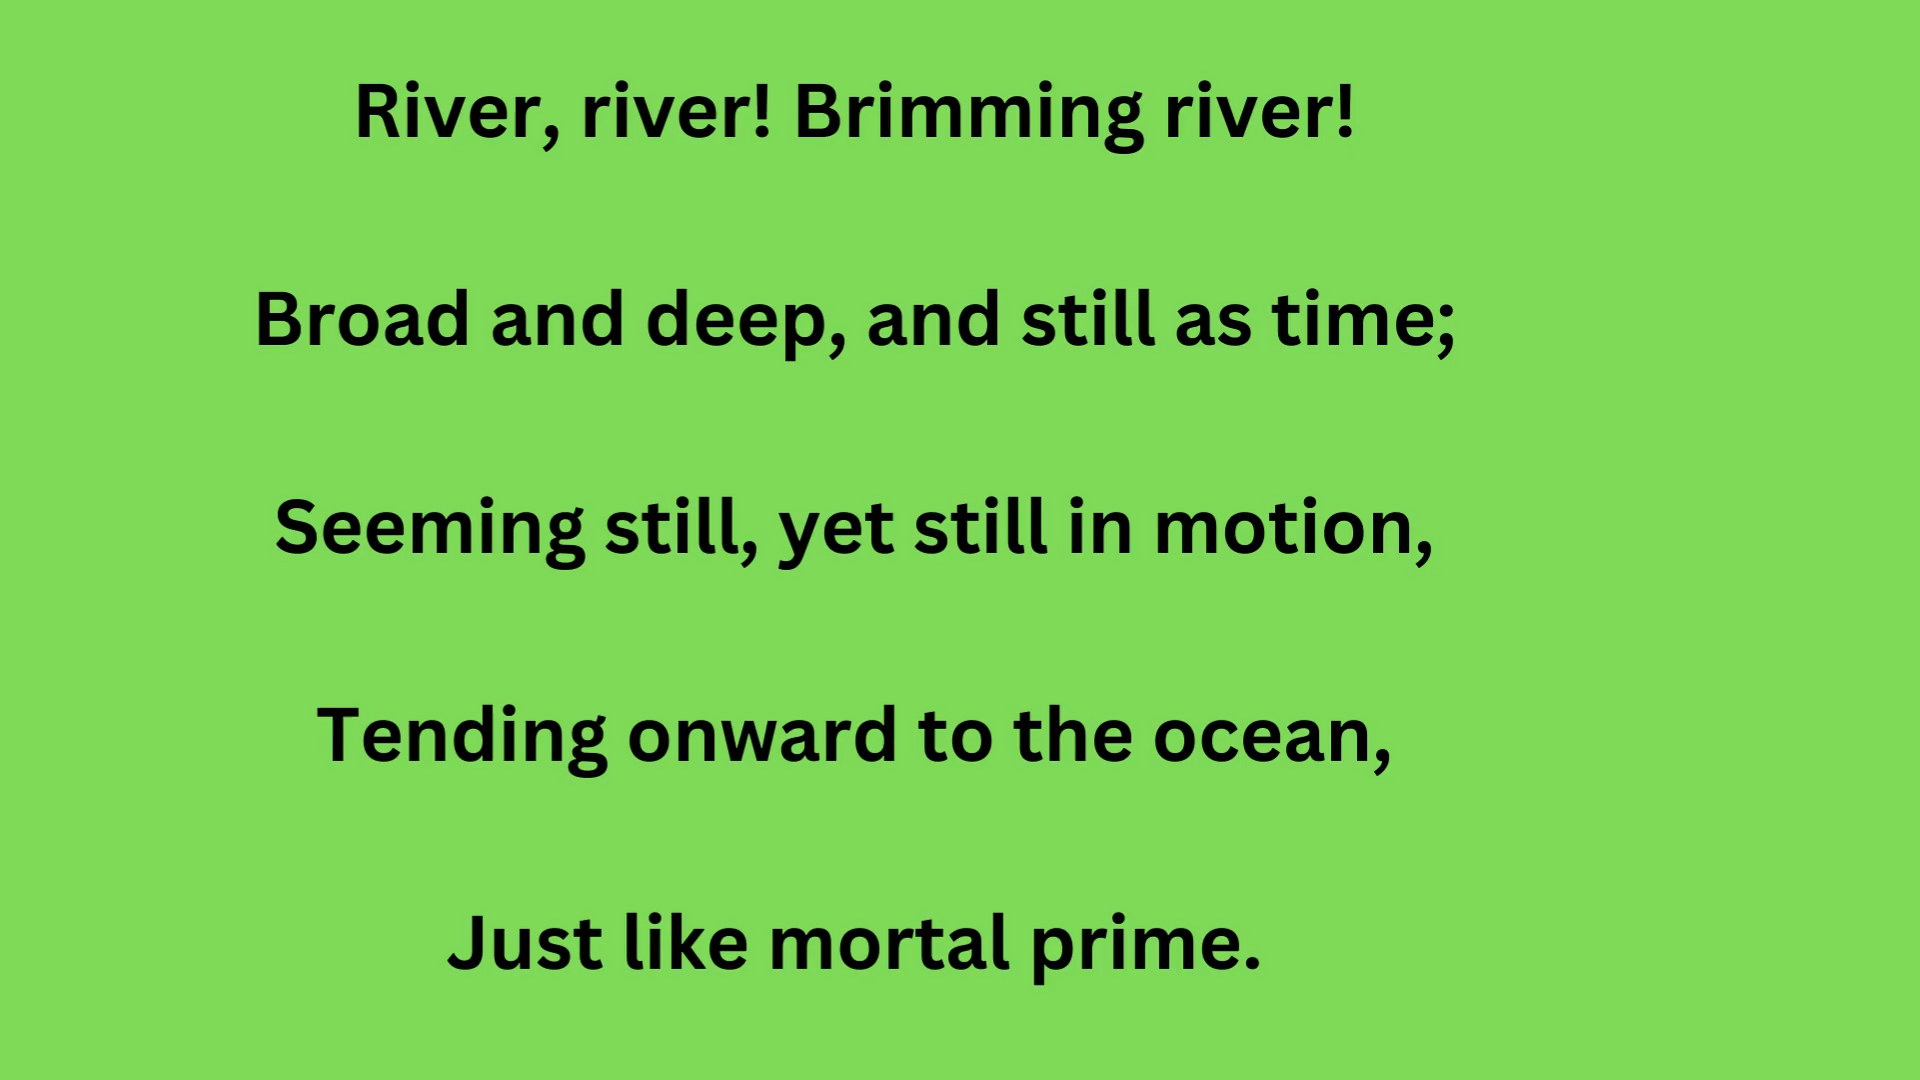 River, river! Brimming river!
Broad and deep, and still as time;
Seeming still, yet still in motion,
Tending onward to the ocean,
Just like mortal prime.